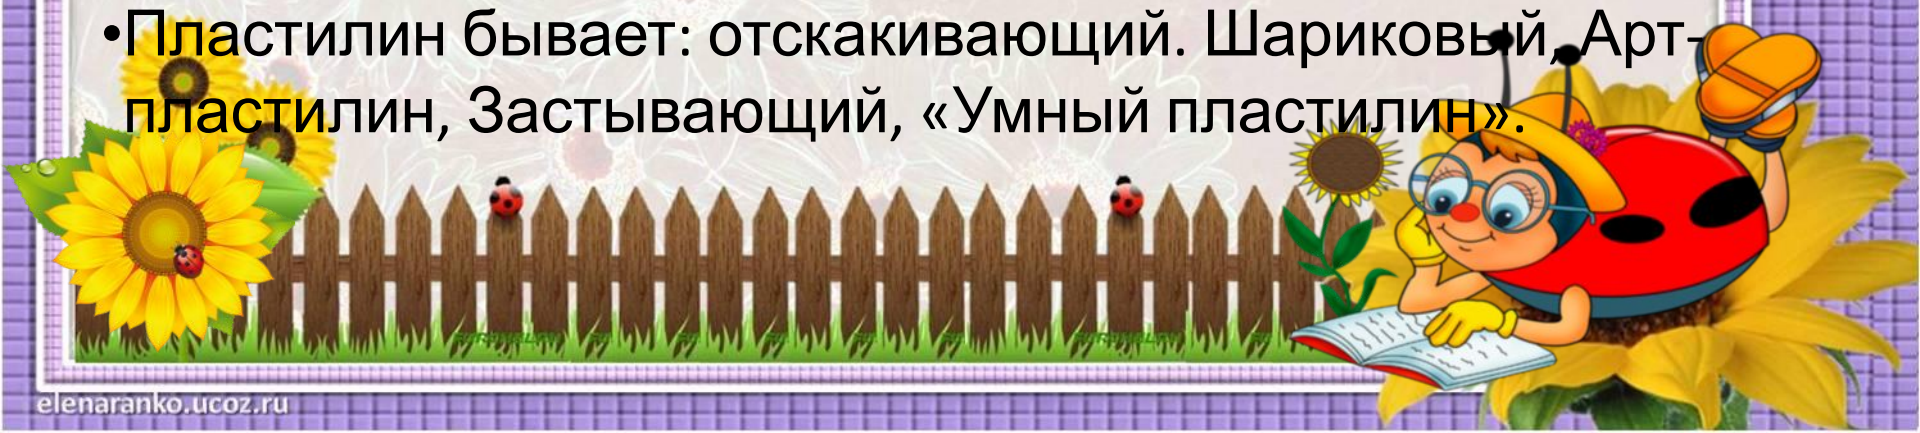 •Пластилин бывает: отскакивающий. Шариковый, Арт-
пластилин, Застывающий, «Умный пластилин».
elenaranko.ucoz.ru